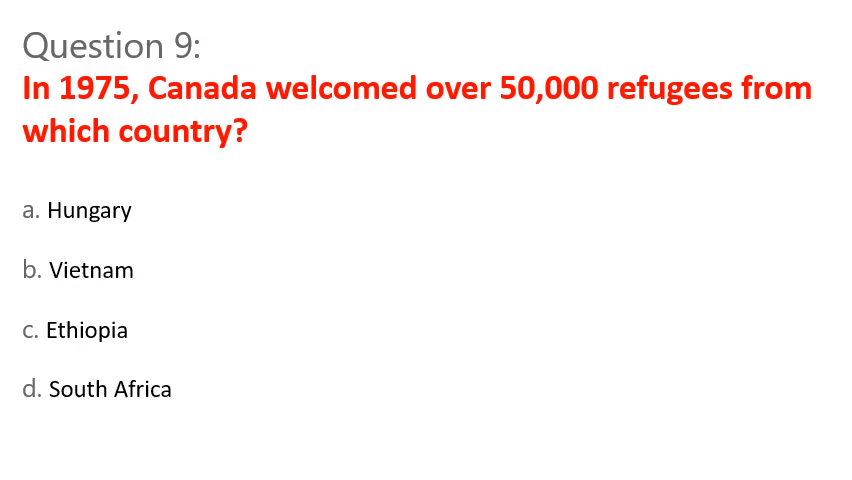 Question 9:
In 1975, Canada welcomed over 50,000 refugees from
which country?
a. Hungary
b. Vietnam
c. Ethiopia
d. South Africa